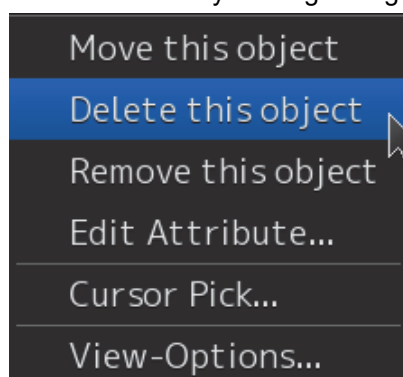 Move this object
Delete this object
Remove this object
Edit Attribute...
Cursor Pick...
View-Options...